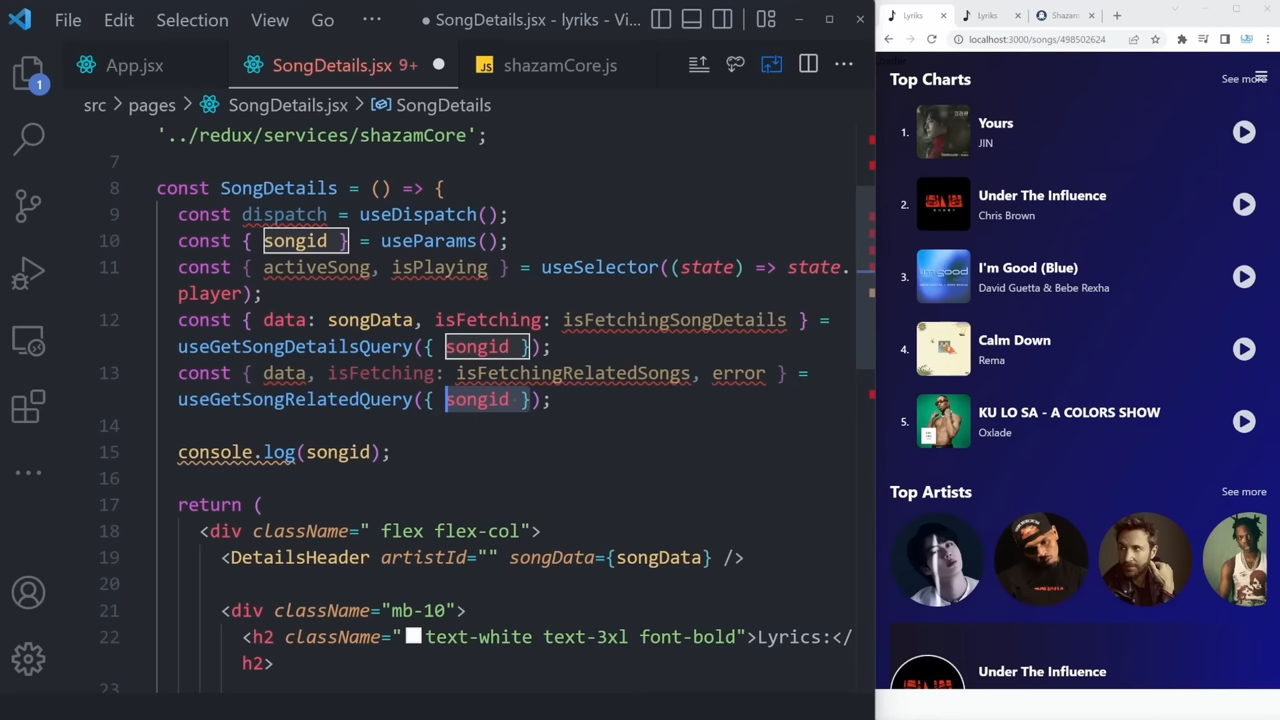 File Edit Selection View Go ··· ● SongDetails.jsx - lyriks - Vi...
App.jsx SongDetails.jsx 9+ ● JS shazamCore.js
src > pages > SongDetails.jsx > SongDetails
1
'../redux/services/shazamCore';
7
8 const SongDetails = () => {
9 const dispatch = useDispatch();
10 const { songid } = useParams();
11 const { activeSong, isPlaying } = useSelector((state) => state.
player);
12 const { data: songData, isFetching: isFetchingSongDetails } =
useGetSongDetailsQuery({ songid });
13 const { data, isFetching: isFetchingRelatedSongs, error } =
useGetSongRelatedQuery({ songid });
14
15 console.log(songid);
16
17 return (
18 <div className=" flex flex-col">
19 <DetailsHeader artistId="" songData={songData} />
20
21 <div className="mb-10">
22 <h2 className="text-white text-3xl font-bold">Lyrics:</
h2>
23
Lyriks Lyriks Shazam
localhost:3000/songs/498502624
Top Charts See more
1. Yours
JIN
2. Under The Influence
Chris Brown
3. I'm Good (Blue)
David Guetta & Bebe Rexha
4. Calm Down
Rema
5. KU LO SA - A COLORS SHOW
Oxlade
Top Artists See more
Under The Influence